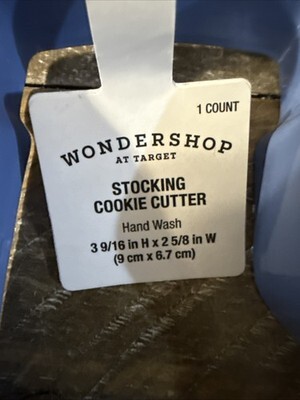 1 COUNT
WONDERSHOP
AT TARGET
STOCKING
COOKIE CUTTER
Hand Wash
3 9/16 in H x 2 5/8 in W
(9 cm x 6.7 cm)